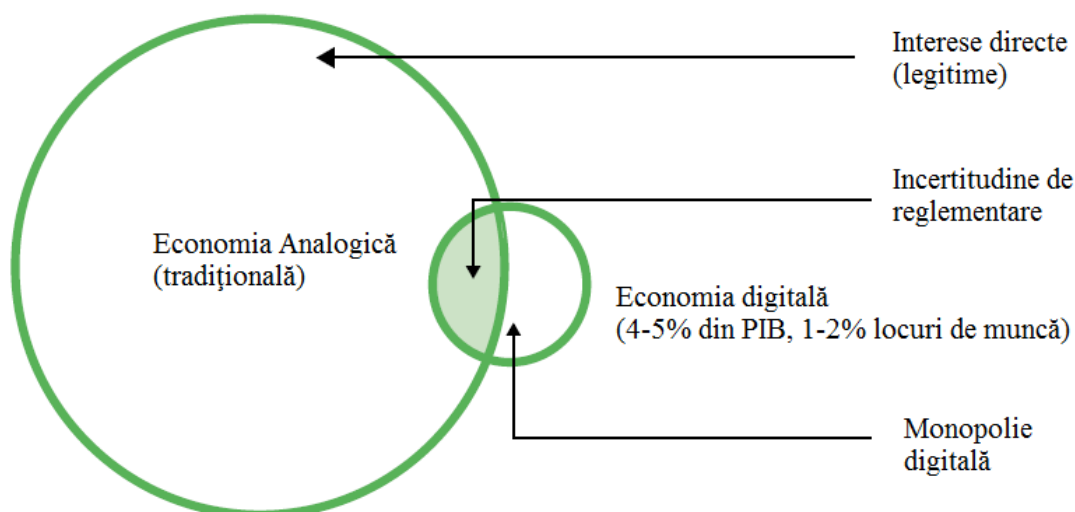 Interese directe
(legitime)
Incertitudine de
reglementare
Economia Analogică
(tradiţională)
Economia digitală
(4-5% din PIB, 1-2% locuri de muncă)
Monopolie
digitală